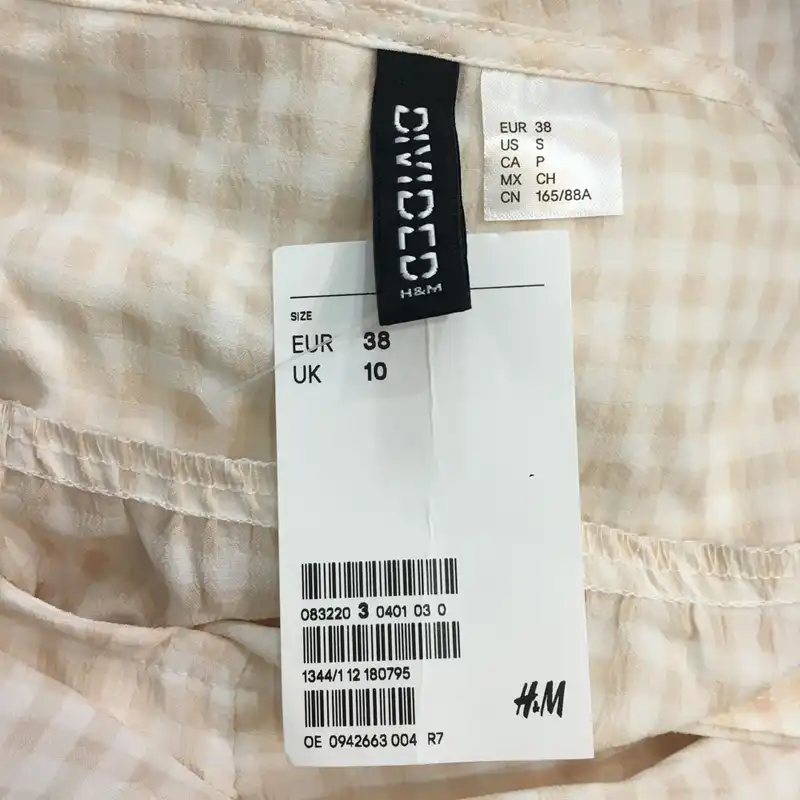 DIVIDED
H&M
EUR 38
US S
CA P
MX CH
CN 165/88A
SIZE
EUR 38
UK 10
083220 3 0401 03 0
1344/1 12 180795
OE 0942663 004 R7
H&M